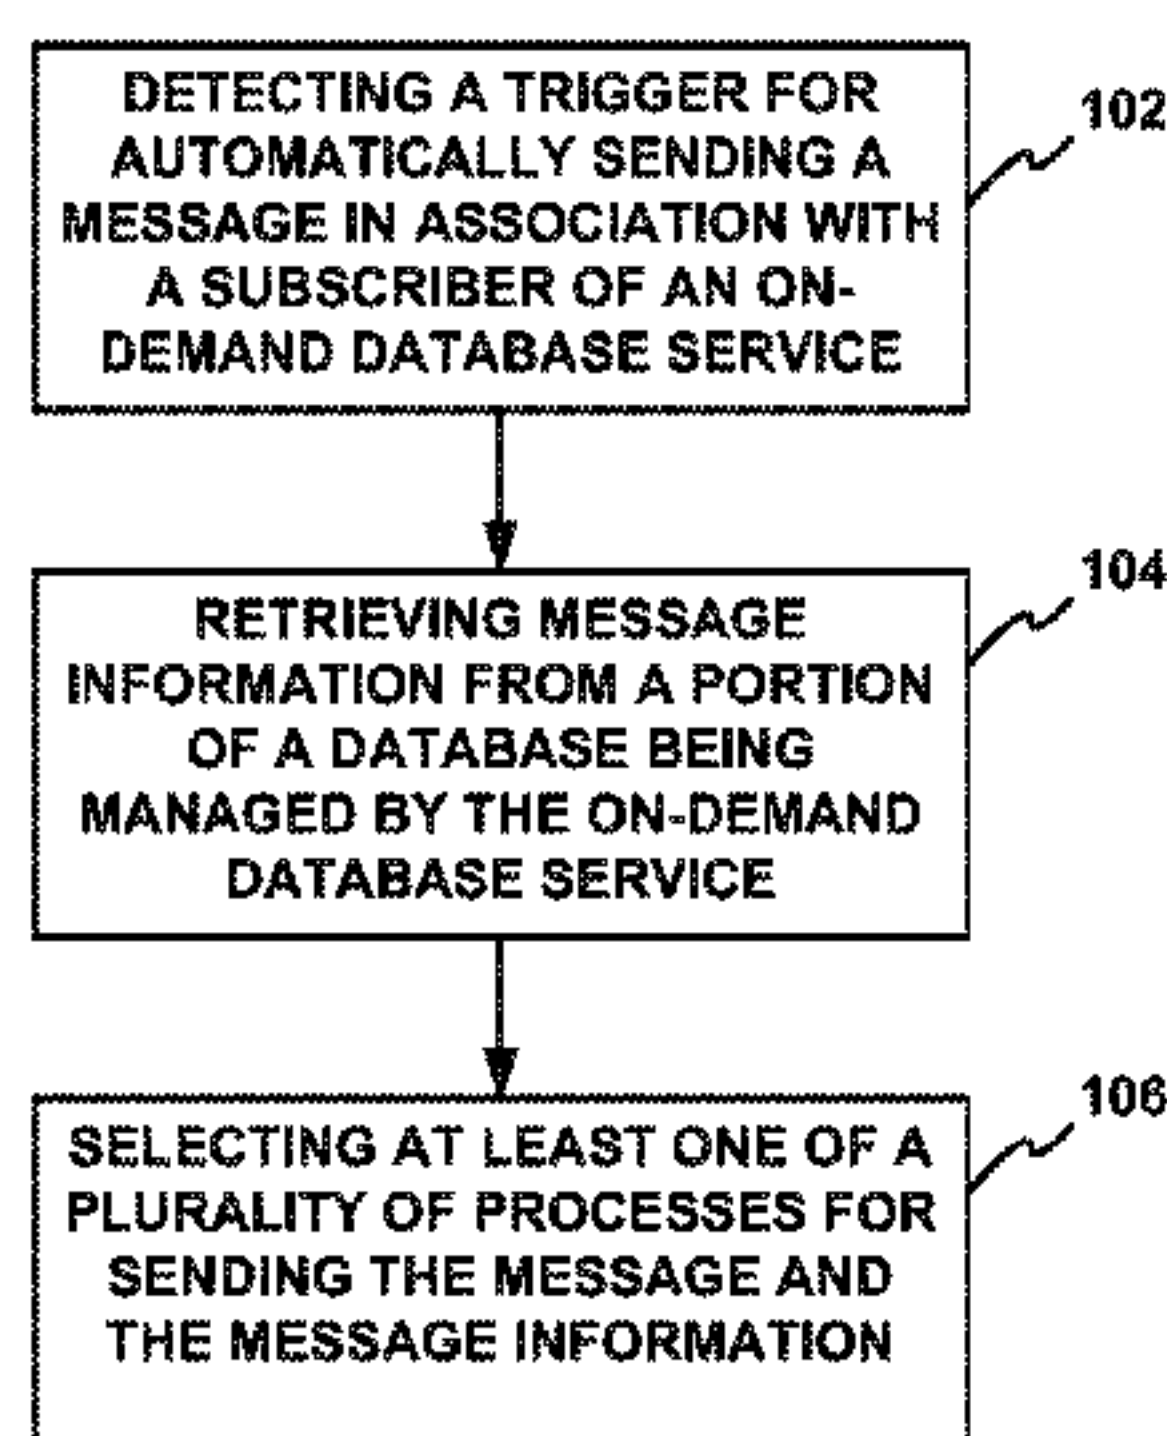 DETECTING A TRIGGER FOR
AUTOMATICALLY SENDING A
MESSAGE IN ASSOCIATION WITH
A SUBSCRIBER OF AN ON-
DEMAND DATABASE SERVICE
102
RETRIEVING MESSAGE
INFORMATION FROM A PORTION
OF A DATABASE BEING
MANAGED BY THE ON-DEMAND
DATABASE SERVICE
104
SELECTING AT LEAST ONE OF A
PLURALITY OF PROCESSES FOR
SENDING THE MESSAGE AND
THE MESSAGE INFORMATION
106